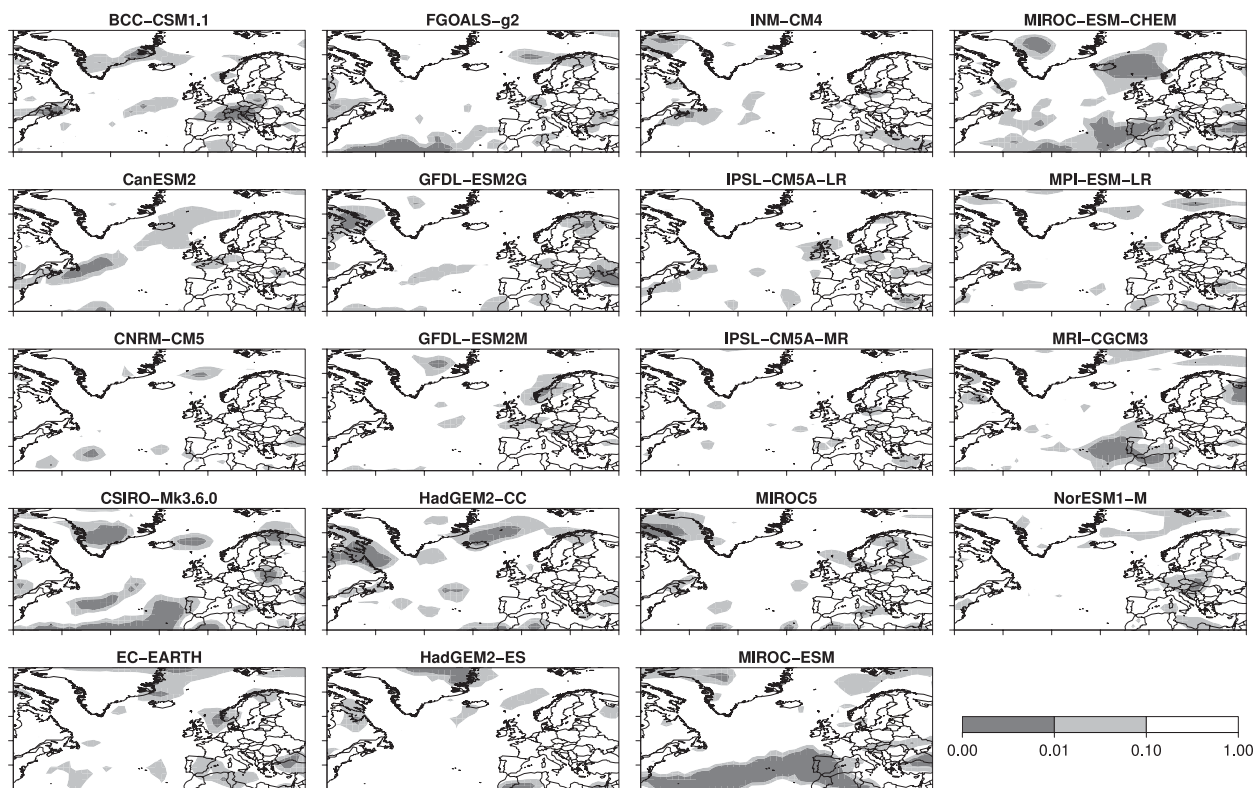 BCC-CSM1.1 FGOALS-g2 INM-CM4 MIROC-ESM-CHEM
CanESM2 GFDL-ESM2G IPSL-CM5A-LR MPI-ESM-LR
CNRM-CM5 GFDL-ESM2M IPSL-CM5A-MR MRI-CGCM3
CSIRO-Mk3.6.0 HadGEM2-CC MIROC5 NorESM1-M
EC-EARTH HadGEM2-ES MIROC-ESM
0.00 0.01 0.10 1.00